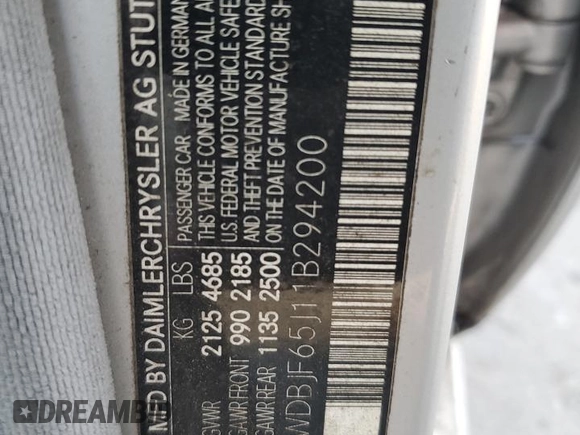 MFD BY DAIMLERCHRYSLER AG STUT
KG LBS
GVWR 2125 4685
GAWR FRONT 990 2185
GAWR REAR 1135 2500
PASSENGER CAR MADE IN GERMAN
THIS VEHICLE CONFORMS TO ALL A
U.S. FEDERAL MOTOR VEHICLE SAFE
AND THEFT PREVENTION STANDARD
ON THE DATE OF MANUFACTURE SH
WDBJF65J11B294200
DREAMBID